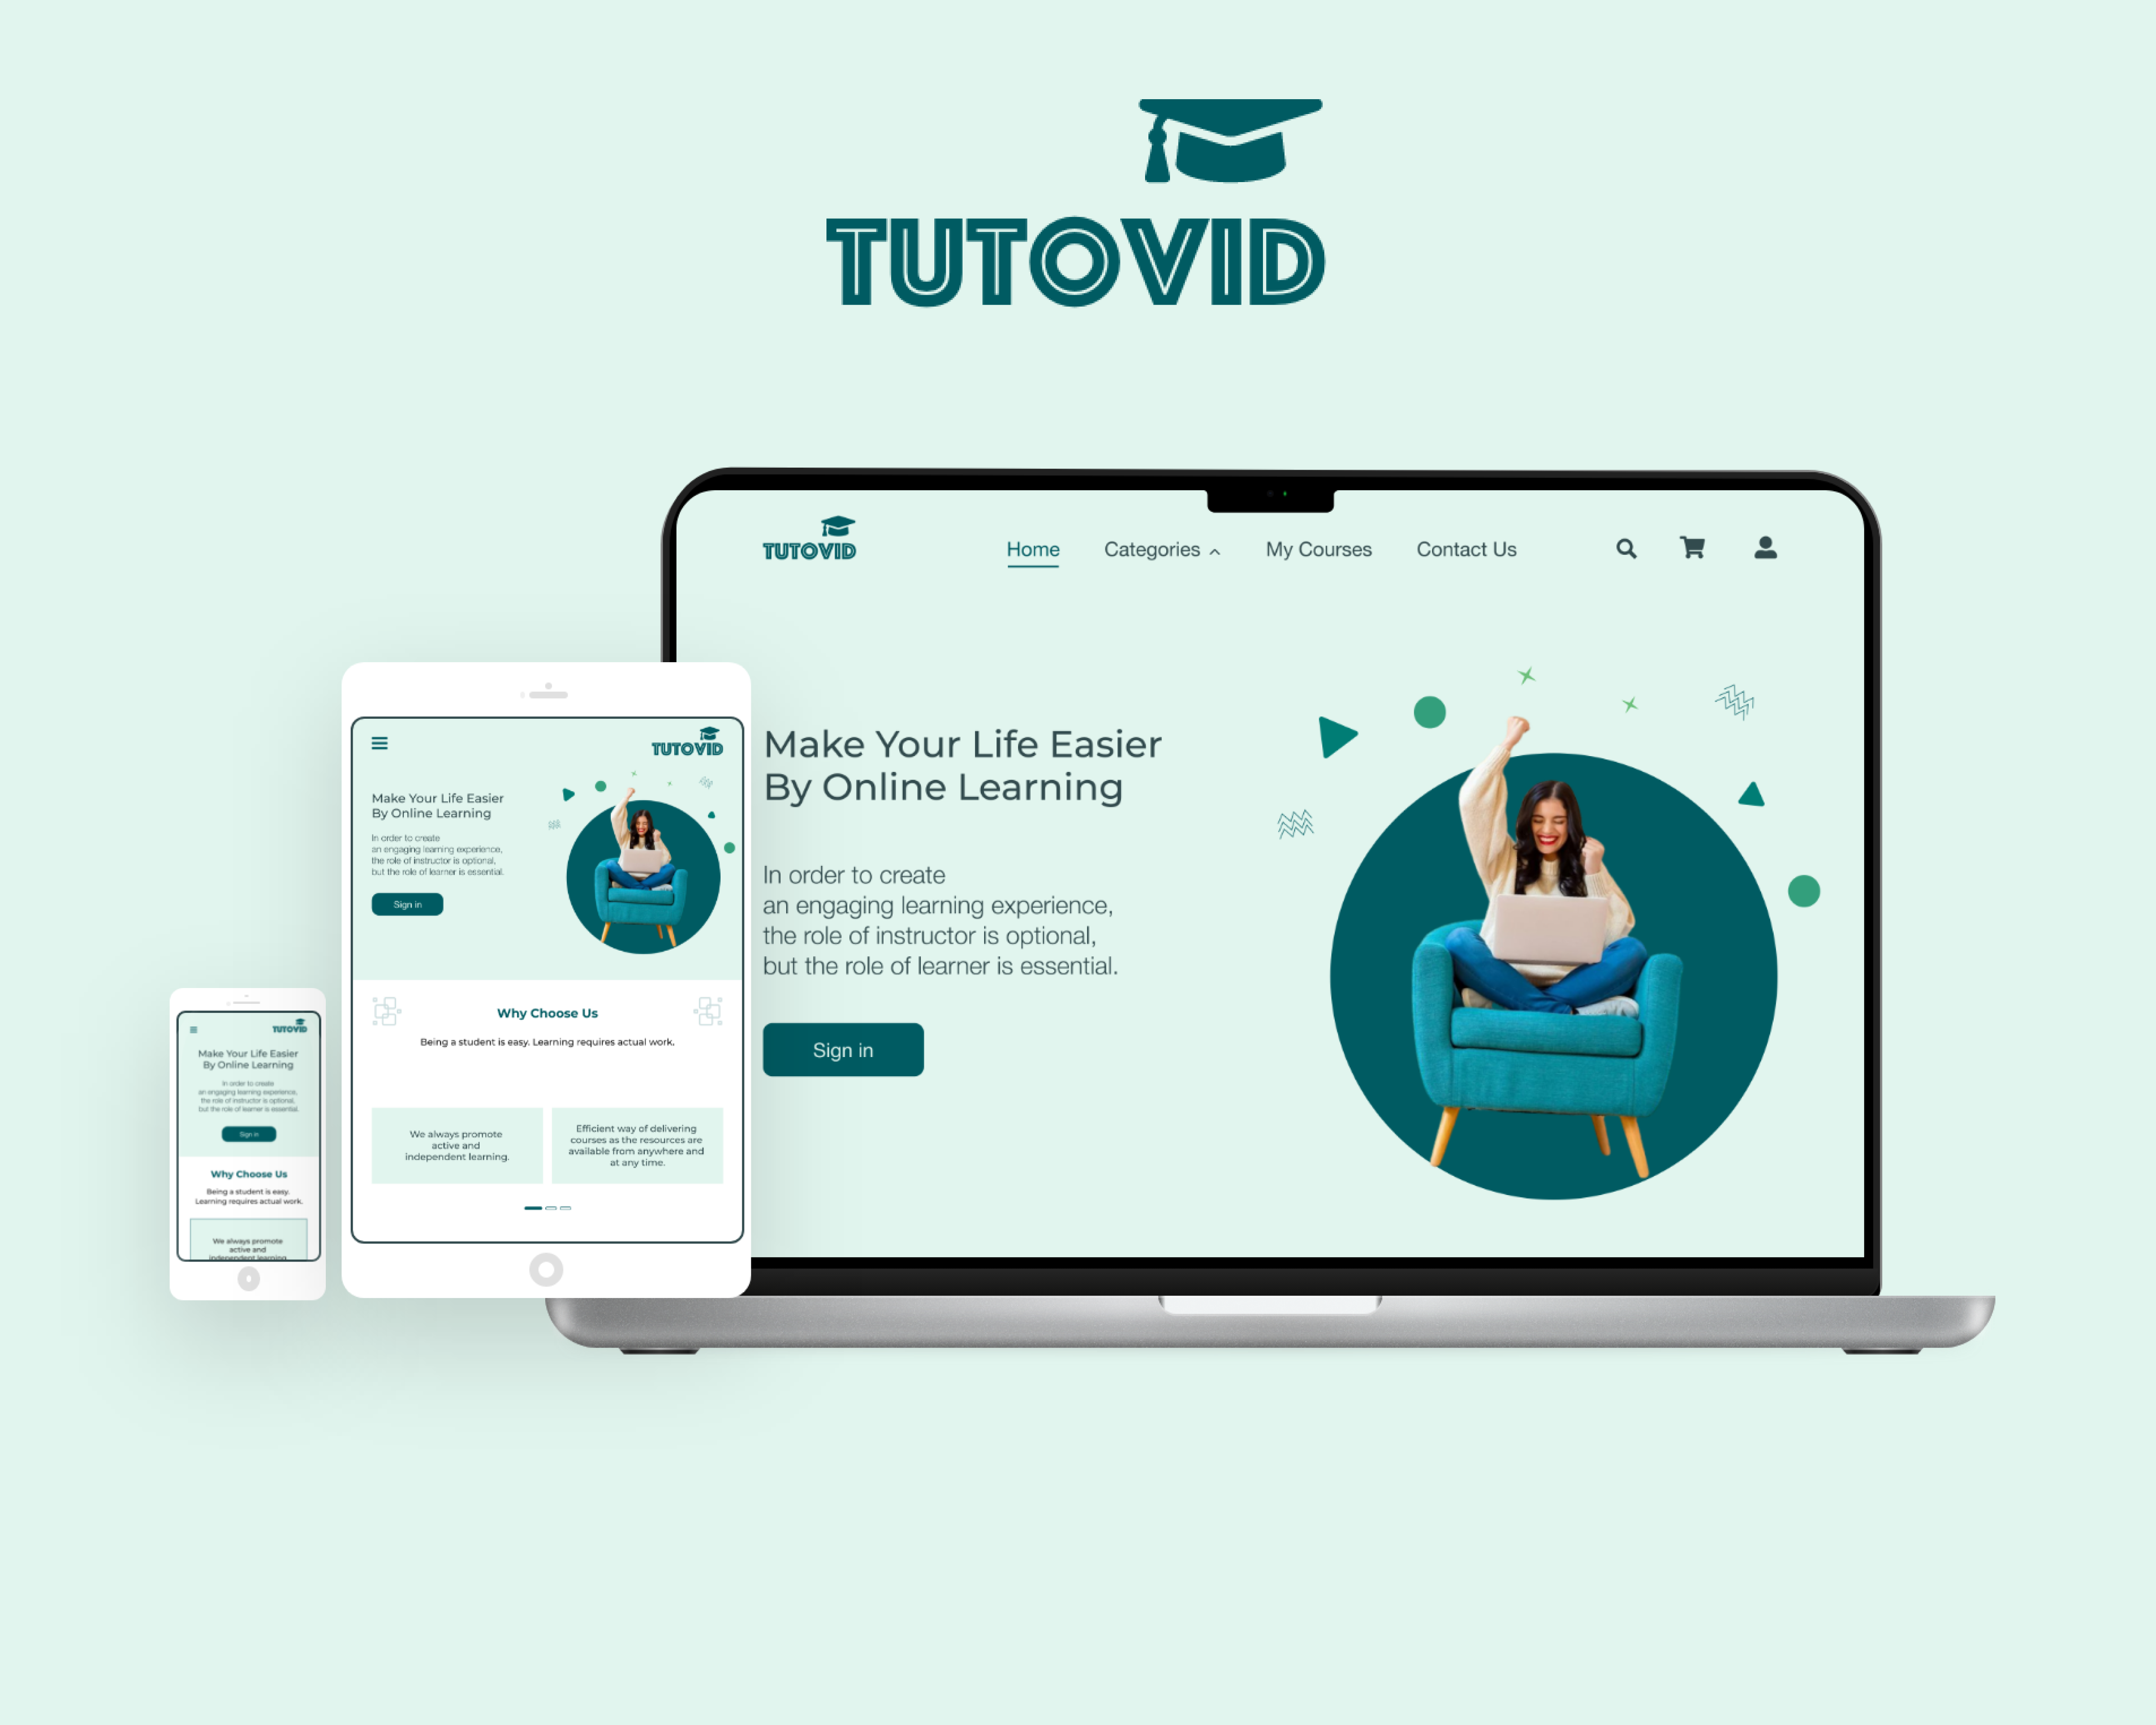 TUTOVID
TUTOVID
Home
Categories
My Courses
Contact Us
Make Your Life Easier
By Online Learning
In order to create
an engaging learning experience,
the role of instructor is optional,
but the role of learner is essential.
Sign in
TUTOVID
Make Your Life Easier
By Online Learning
In order to create
an engaging learning experience,
the role of instructor is optional,
but the role of learner is essential.
Sign in
Why Choose Us
Being a student is easy. Learning requires actual work.
We always promote
active and
independent learning.
Efficient way of delivering
courses as the resources are
available from anywhere and
at any time.
TUTOVID
Make Your Life Easier
By Online Learning
In order to create
an engaging learning experience,
the role of instructor is optional,
but the role of learner is essential.
Sign in
Why Choose Us
Being a student is easy.
Learning requires actual work.
We always promote
active and
independent learning